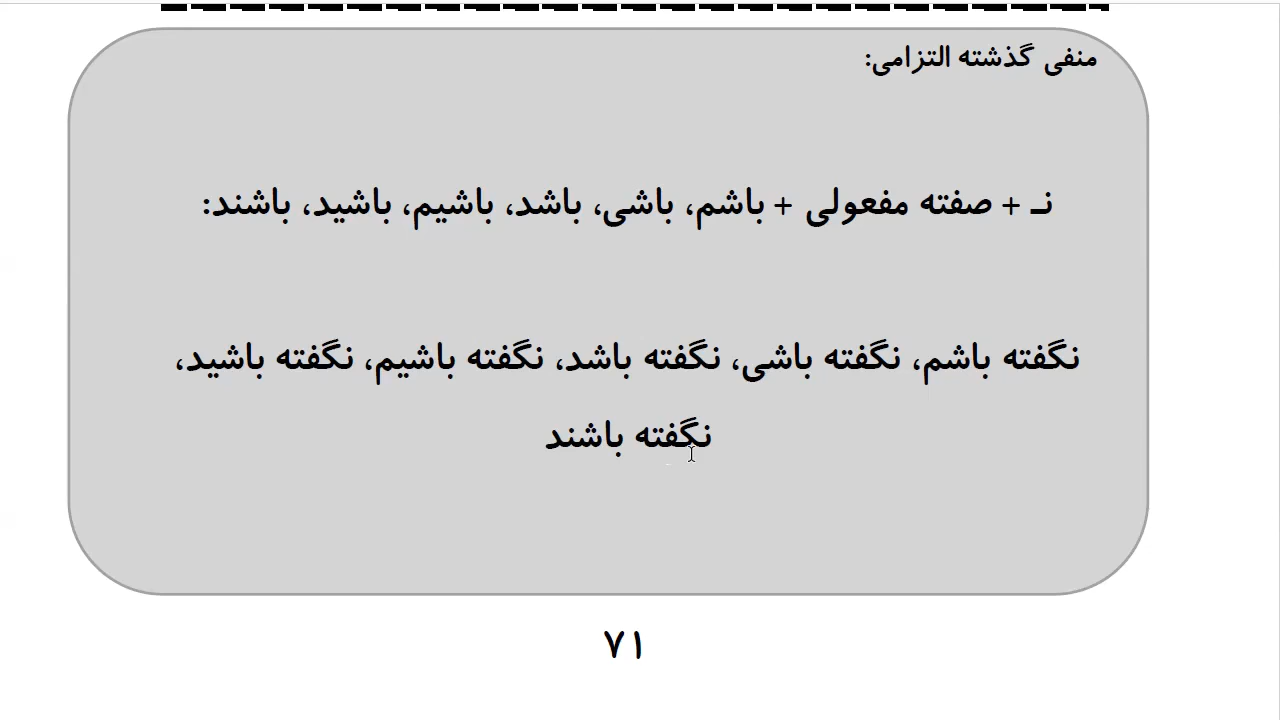 منفی گذشته التزامی:
نـ + صفته مفعولی + باشم، باشی، باشد، باشیم، باشید، باشند:
نگفته باشم، نگفته باشی، نگفته باشد، نگفته باشیم، نگفته باشید،
نگفته باشند
۷۱